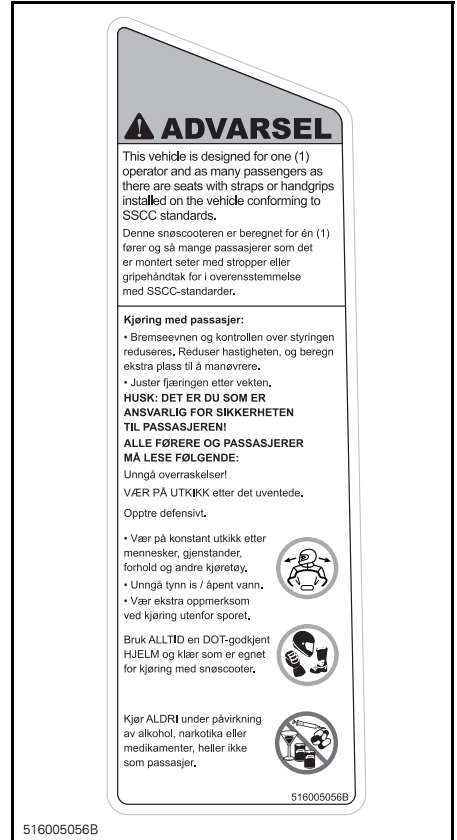 ADVARSEL
This vehicle is designed for one (1)
operator and as many passengers as
there are seats with straps or handgrips
installed on the vehicle conforming to
SSCC standards.
Denne snøscooteren er beregnet for én (1)
fører og så mange passasjerer som det
er montert seter med stropper eller
gripehåndtak for i overensstemmelse
med SSCC-standarder.
Kjøring med passasjer:
• Bremseevnen og kontrollen over styringen
reduseres. Reduser hastigheten, og beregn
ekstra plass til å manøvrere.
• Juster fjæringen etter vekten.
HUSK: DET ER DU SOM ER
ANSVARLIG FOR SIKKERHETEN
TIL PASSASJEREN!
ALLE FØRERE OG PASSASJERER
MÅ LESE FØLGENDE:
Unngå overraskelser!
VÆR PÅ UTKIKK etter det uventede.
Opptre defensivt.
• Vær på konstant utkikk etter
mennesker, gjenstander,
forhold og andre kjøretøy.
• Unngå tynn is / åpent vann.
• Vær ekstra oppmerksom
ved kjøring utenfor sporet.
Bruk ALLTID en DOT-godkjent
HJELM og klær som er egnet
for kjøring med snøscooter.
Kjør ALDRI under påvirkning
av alkohol, narkotika eller
medikamenter, heller ikke
som passasjer.
516005056B
516005056B